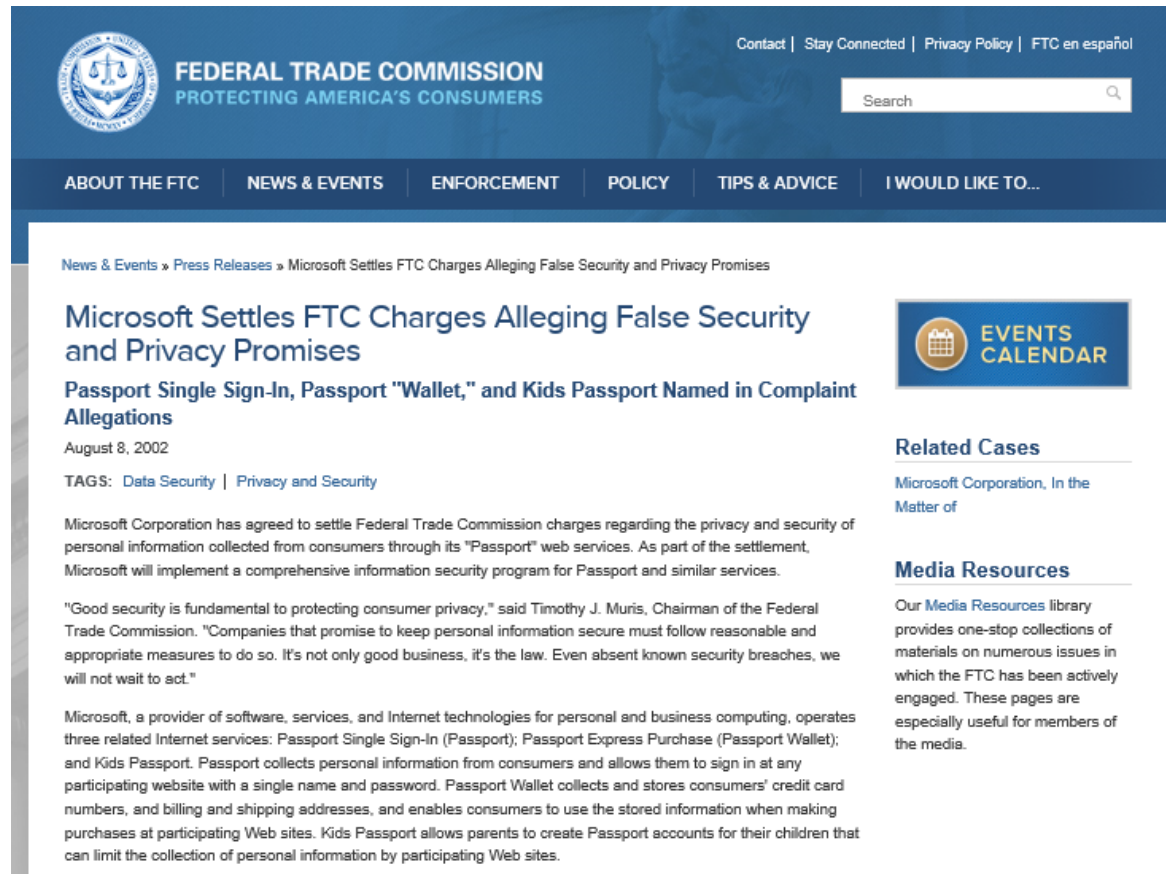 Contact | Stay Connected | Privacy Policy | FTC en español
FEDERAL TRADE COMMISSION
PROTECTING AMERICA'S CONSUMERS
Search
ABOUT THE FTC
NEWS & EVENTS
ENFORCEMENT
POLICY
TIPS & ADVICE
I WOULD LIKE TO...
News & Events » Press Releases » Microsoft Settles FTC Charges Alleging False Security and Privacy Promises
Microsoft Settles FTC Charges Alleging False Security
and Privacy Promises
Passport Single Sign-In, Passport "Wallet," and Kids Passport Named in Complaint
Allegations
August 8, 2002
TAGS: Data Security | Privacy and Security
Microsoft Corporation has agreed to settle Federal Trade Commission charges regarding the privacy and security of
personal information collected from consumers through its "Passport" web services. As part of the settlement,
Microsoft will implement a comprehensive information security program for Passport and similar services.
"Good security is fundamental to protecting consumer privacy," said Timothy J. Muris, Chairman of the Federal
Trade Commission. "Companies that promise to keep personal information secure must follow reasonable and
appropriate measures to do so. It's not only good business, it's the law. Even absent known security breaches, we
will not wait to act."
Microsoft, a provider of software, services, and Internet technologies for personal and business computing, operates
three related Internet services: Passport Single Sign-In (Passport); Passport Express Purchase (Passport Wallet);
and Kids Passport. Passport collects personal information from consumers and allows them to sign in at any
participating website with a single name and password. Passport Wallet collects and stores consumers' credit card
numbers, and billing and shipping addresses, and enables consumers to use the stored information when making
purchases at participating Web sites. Kids Passport allows parents to create Passport accounts for their children that
can limit the collection of personal information by participating Web sites.
EVENTS
CALENDAR
Related Cases
Microsoft Corporation, In the
Matter of
Media Resources
Our Media Resources library
provides one-stop collections of
materials on numerous issues in
which the FTC has been actively
engaged. These pages are
especially useful for members of
the media.